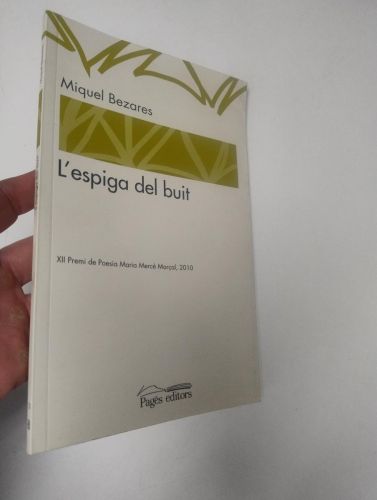 Miquel Bezares
L'espiga del buit
XII Premi de Poesia Maria Mercè Marçal, 2010
Pagès editors